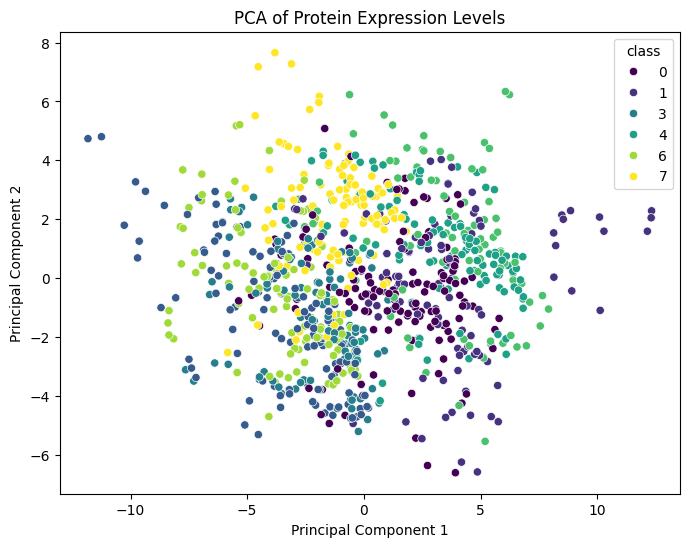 PCA of Protein Expression Levels
class
0
1
3
4
6
7
8
6
4
2
0
−2
−4
−6
Principal Component 2
−10 −5 0 5 10
Principal Component 1